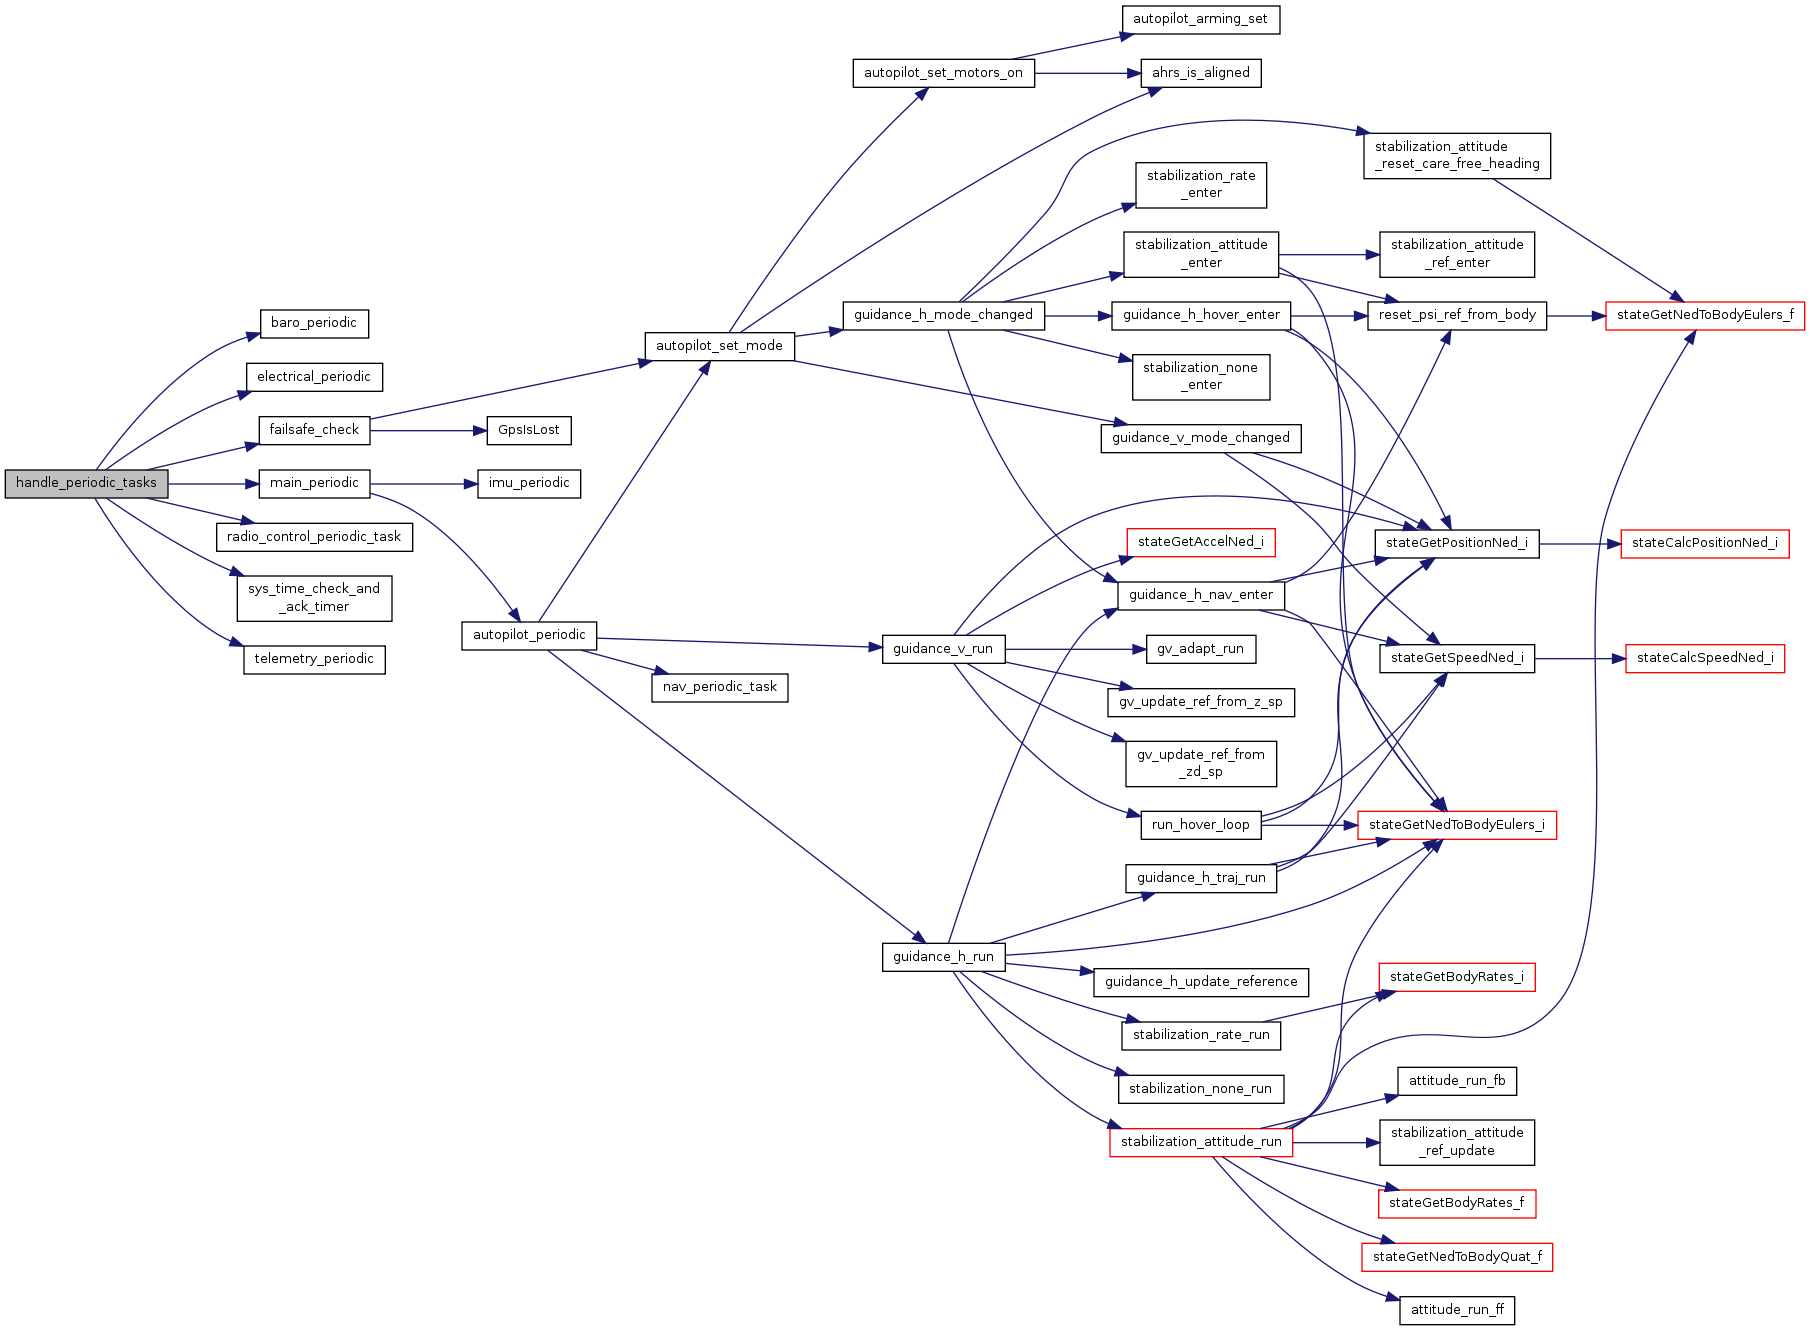 autopilot_arming_set
autopilot_set_motors_on
ahrs_is_aligned
stabilization_attitude
_reset_care_free_heading
stabilization_rate
_enter
stabilization_attitude
_enter
stabilization_attitude
_ref_enter
baro_periodic
autopilot_set_mode
guidance_h_mode_changed
guidance_h_hover_enter
reset_psi_ref_from_body
stateGetNedToBodyEulers_f
electrical_periodic
stabilization_none
_enter
failsafe_check
GpsIsLost
guidance_v_mode_changed
handle_periodic_tasks
main_periodic
imu_periodic
radio_control_periodic_task
stateGetAccelNed_i
stateGetPositionNed_i
stateCalcPositionNed_i
sys_time_check_and
_ack_timer
guidance_h_nav_enter
autopilot_periodic
guidance_v_run
gv_adapt_run
telemetry_periodic
stateGetSpeedNed_i
stateCalcSpeedNed_i
nav_periodic_task
gv_update_ref_from_z_sp
gv_update_ref_from
_zd_sp
run_hover_loop
stateGetNedToBodyEulers_i
guidance_h_traj_run
guidance_h_run
guidance_h_update_reference
stateGetBodyRates_i
stabilization_rate_run
stabilization_none_run
attitude_run_fb
stabilization_attitude_run
stabilization_attitude
_ref_update
stateGetBodyRates_f
stateGetNedToBodyQuat_f
attitude_run_ff